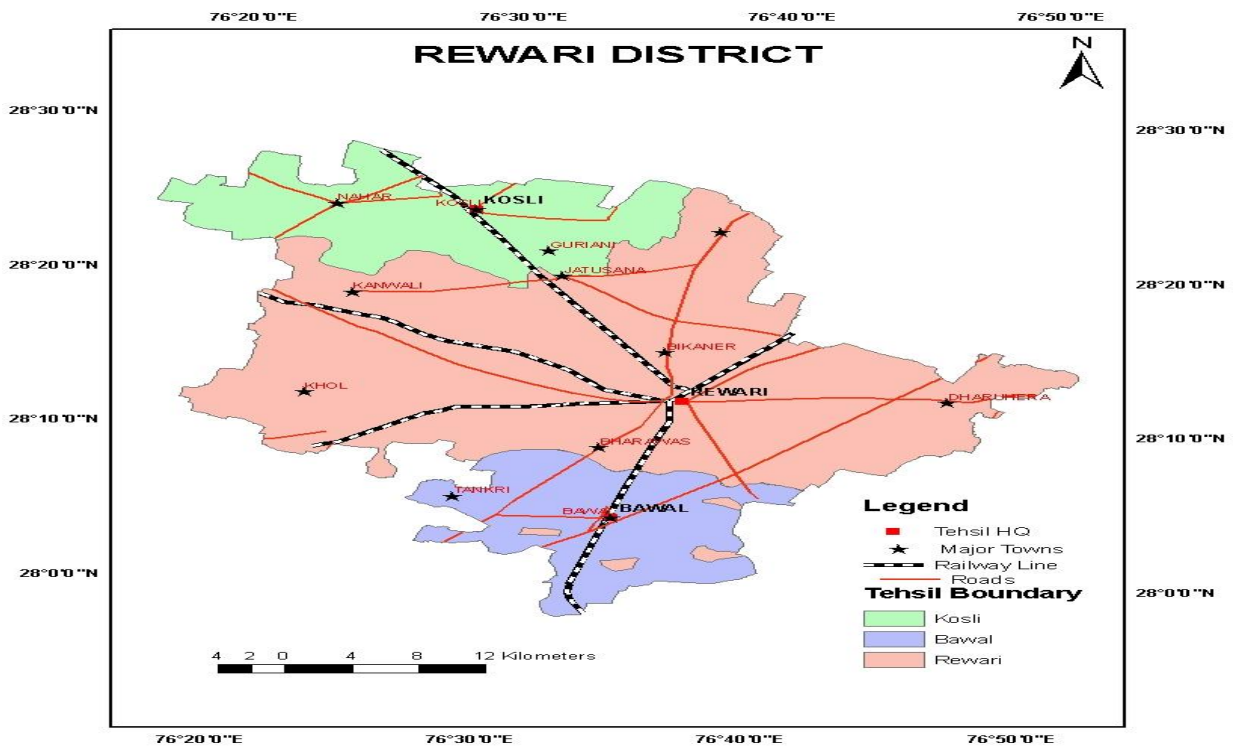 76°20'0"E 76°30'0"E 76°40'0"E 76°50'0"E
REWARI DISTRICT
N
28°30'0"N
28°30'0"N
NAHAR
KOSLI
KOSLI
GURIANI
28°20'0"N
JATUSANA
28°20'0"N
KANWALI
BIKANER
KHOL
REWARI
DHARUHERA
28°10'0"N
28°10'0"N
BHARAWAS
TANKRI
BAWAL
BAWAL
Legend
Tehsil HQ
Major Towns
Railway Line
Roads
28°0'0"N
28°0'0"N
Tehsil Boundary
Kosli
Bawal
Rewari
4 2 0 4 8 12 Kilometers
76°20'0"E 76°30'0"E 76°40'0"E 76°50'0"E